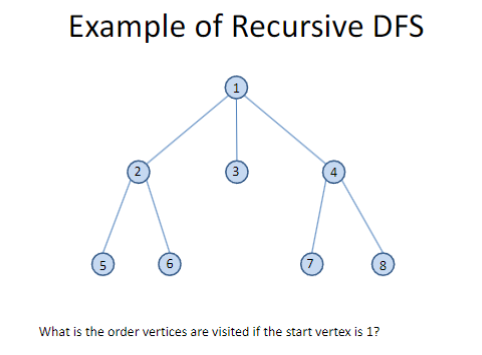 Example of Recursive DFS
1
2 3 4
5 6 7 8
What is the order vertices are visited if the start vertex is 1?